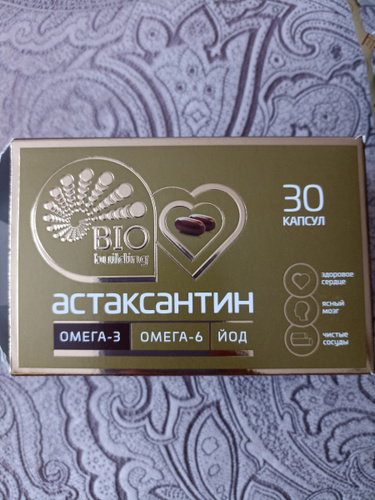 BIO
building
30
КАПСУЛ
астаксантин
ОМЕГА-3
ОМЕГА-6
ЙОД
здоровое
сердце
ясный
мозг
чистые
сосуды